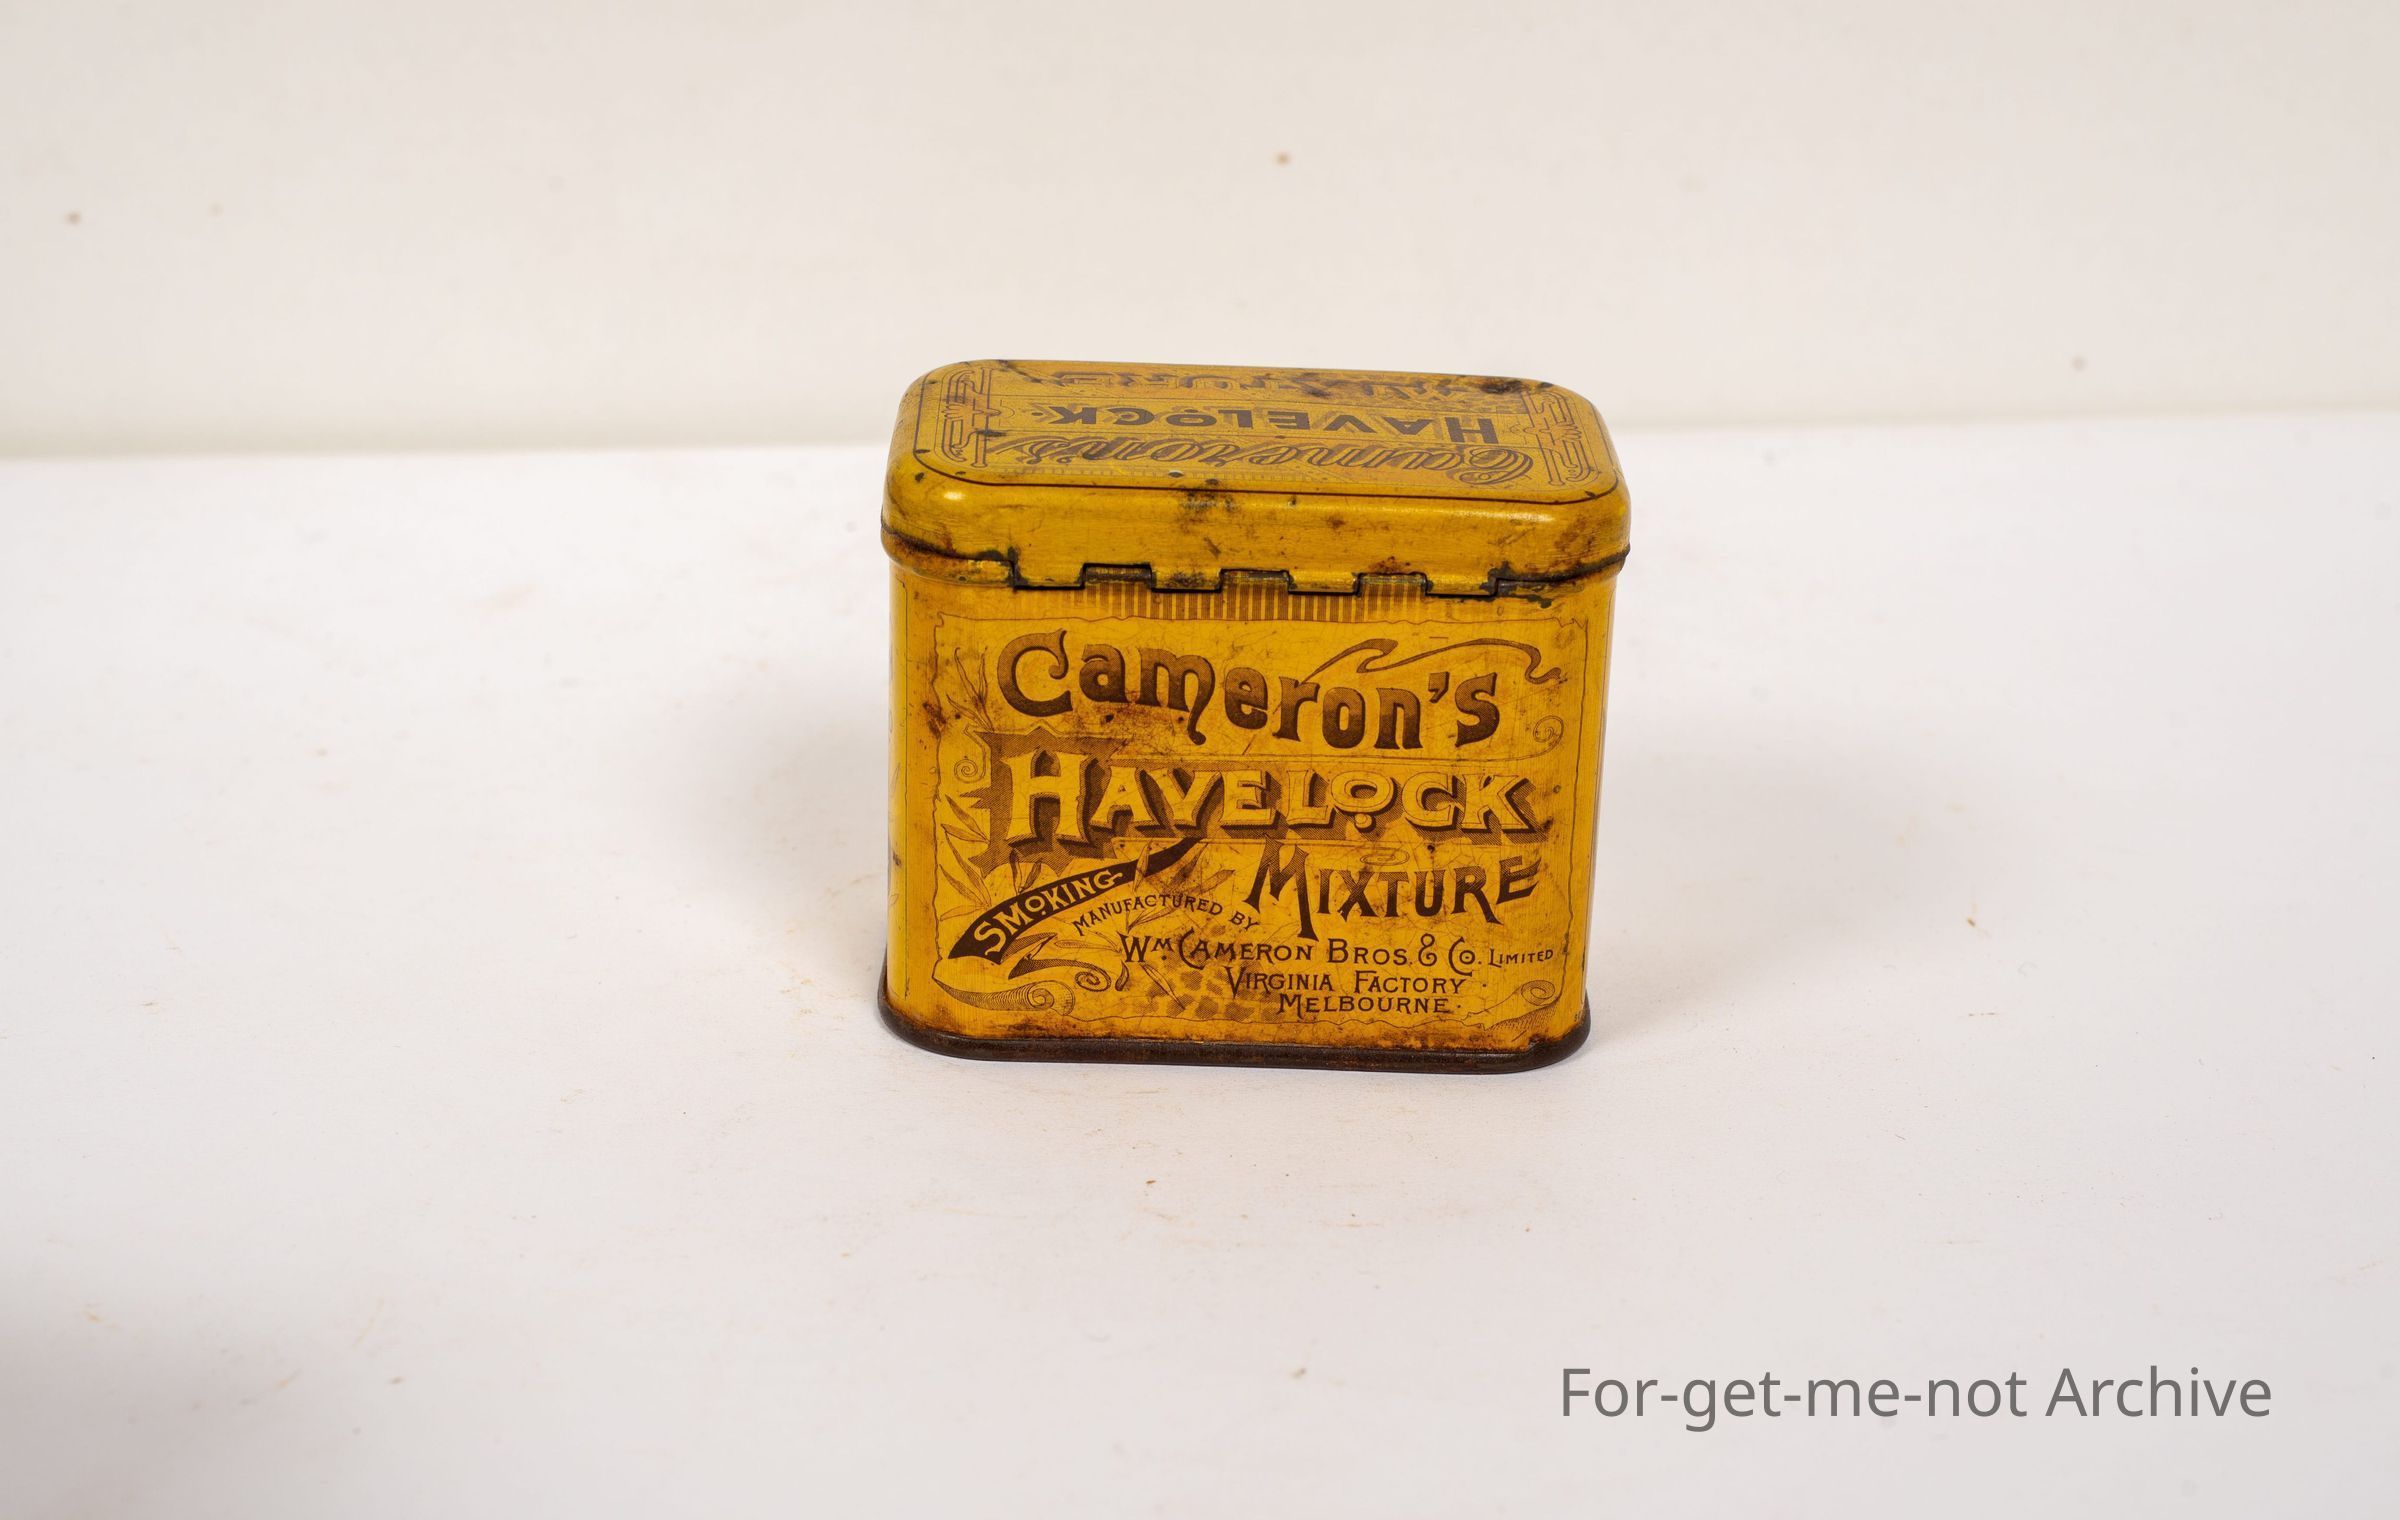 MIXTURE
HAVELOCK
Cameron's
Cameron's
HAVELOCK
MIXTURE
SMOKING
MANUFACTURED BY
WM. CAMERON BROS. & CO. LIMITED
VIRGINIA FACTORY
MELBOURNE.
For-get-me-not Archive